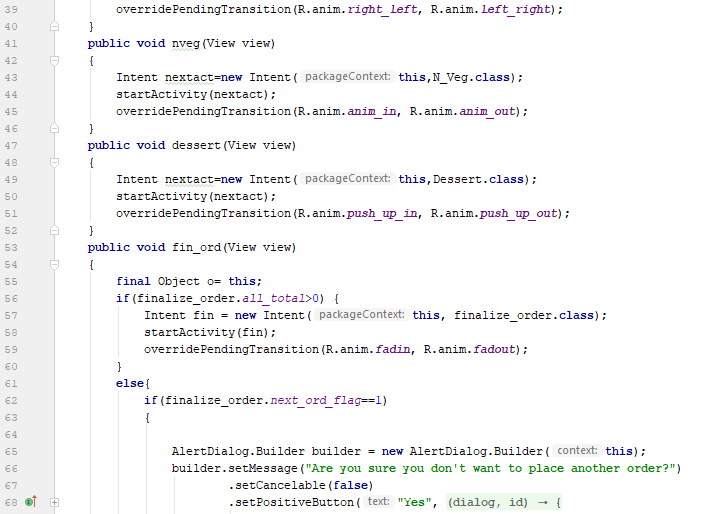 39 overridePendingTransition(R.anim.right_left, R.anim.left_right);
40 }
41 public void nveg(View view)
42 {
43 Intent nextact=new Intent( packageContext: this,N_Veg.class);
44 startActivity(nextact);
45 overridePendingTransition(R.anim.anim_in, R.anim.anim_out);
46 }
47 public void dessert(View view)
48 {
49 Intent nextact=new Intent( packageContext: this,Dessert.class);
50 startActivity(nextact);
51 overridePendingTransition(R.anim.push_up_in, R.anim.push_up_out);
52 }
53 public void fin_ord(View view)
54 {
55 final Object o= this;
56 if(finalize_order.all_total>0) {
57 Intent fin = new Intent( packageContext: this, finalize_order.class);
58 startActivity(fin);
59 overridePendingTransition(R.anim.fadin, R.anim.fadout);
60 }
61 else{
62 if(finalize_order.next_ord_flag==1)
63 {
64
65 AlertDialog.Builder builder = new AlertDialog.Builder( context: this);
66 builder.setMessage("Are you sure you don't want to place another order?")
67 .setCancelable(false)
68 .setPositiveButton( text: "Yes", (dialog, id) → {